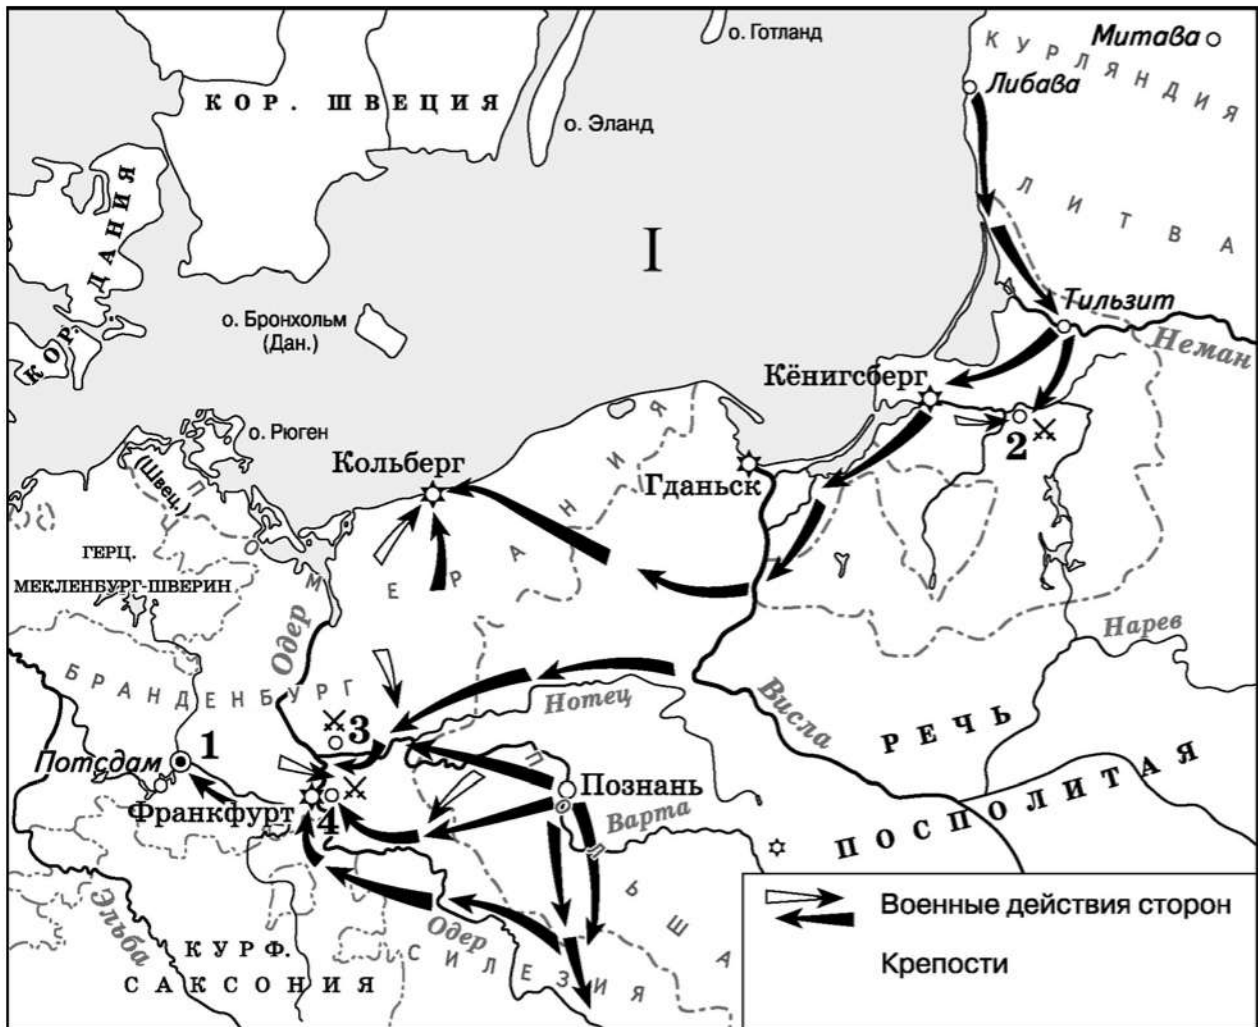 о. Готланд
КУРЛЯНДИЯ
Митава
Либава
КОР. ШВЕЦИЯ
о. Эланд
КОР. ДАНИЯ
ЛИТВА
I
о. Бронхольм
(Дан.)
Тильзит
Неман
Кёнигсберг
2
о. Рюген
Кольберг
(Швец.)
Гданьск
ПОМЕРАНИЯ
ГЕРЦ.
МЕКЛЕНБУРГ-ШВЕРИН
Одер
Нарев
БРАНДЕНБУРГ
Нотец
Висла
РЕЧЬ
ПОСПОЛИТАЯ
3
1
Потсдам
Познань
Франкфурт
4
Варта
ПОЛЬША
Эльба
Одер
КУРФ.
САКСОНИЯ
СИЛЕЗИЯ
Военные действия сторон
Крепости